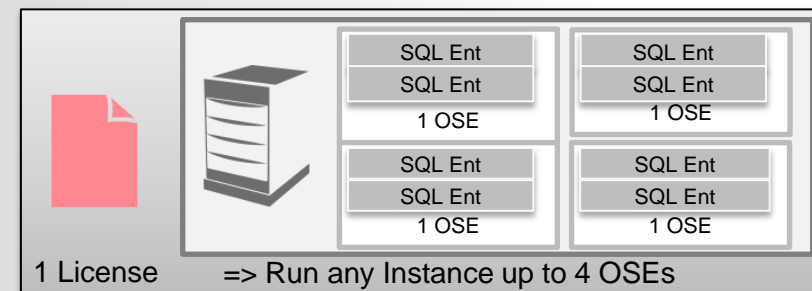 SQL Ent
SQL Ent
1 OSE
SQL Ent
SQL Ent
1 OSE
SQL Ent
SQL Ent
1 OSE
SQL Ent
SQL Ent
1 OSE
1 License
=> Run any Instance up to 4 OSEs